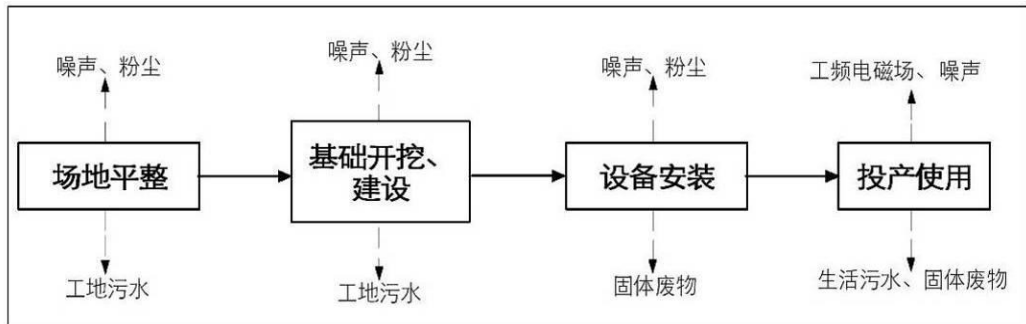 噪声、粉尘
噪声、粉尘
噪声、粉尘
工频电磁场、噪声
场地平整
基础开挖、
建设
设备安装
投产使用
工地污水
工地污水
固体废物
生活污水、固体废物